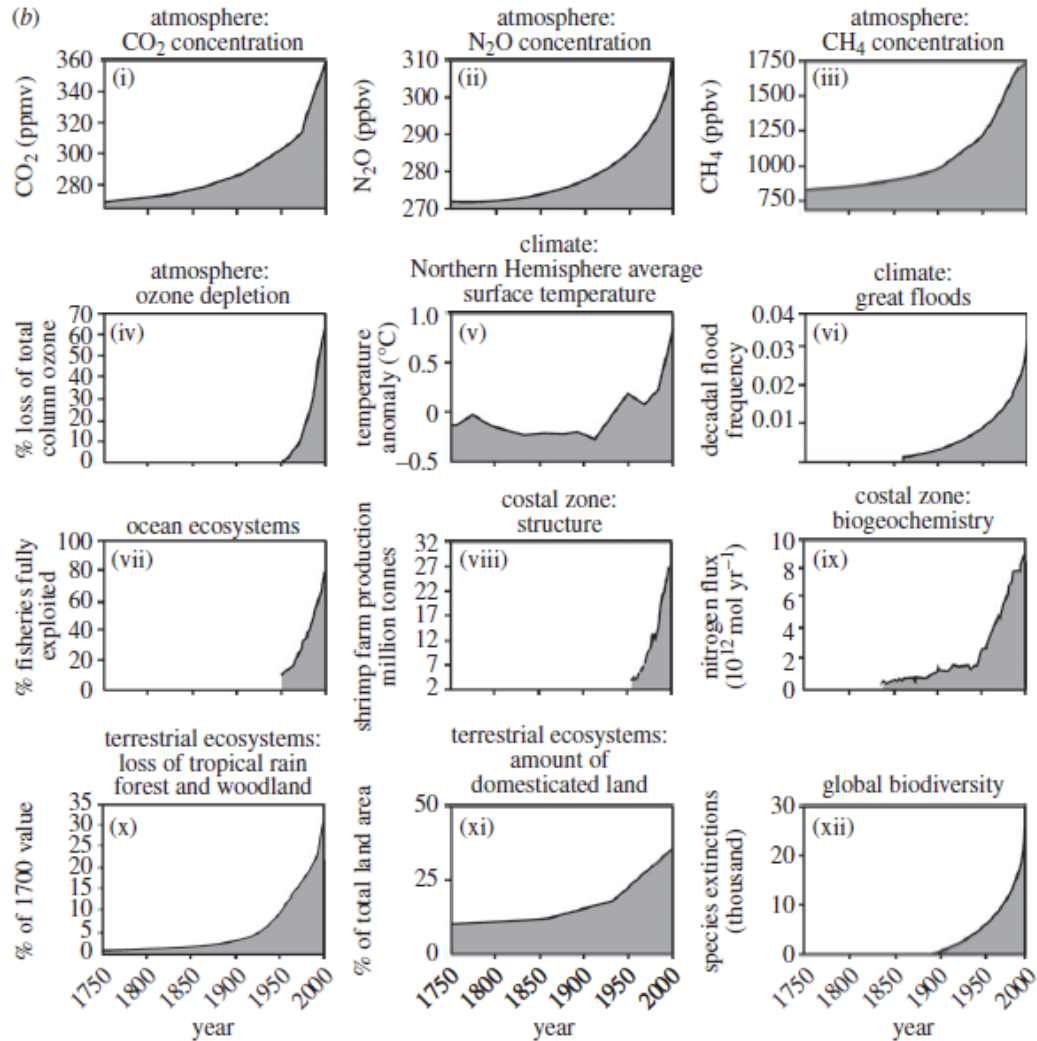 (b)
atmosphere:
CO₂ concentration
CO₂ (ppmv)
360
340
320
300
280
(i)
atmosphere:
N₂O concentration
N₂O (ppbv)
310
300
290
280
270
(ii)
atmosphere:
CH₄ concentration
CH₄ (ppbv)
1750
1500
1250
1000
750
(iii)
atmosphere:
ozone depletion
% loss of total
column ozone
70
60
50
40
30
20
10
0
(iv)
climate:
Northern Hemisphere average
surface temperature
temperature
anomaly (°C)
1.0
0.5
0
–0.5
(v)
climate:
great floods
decadal flood
frequency
0.04
0.03
0.02
0.01
(vi)
ocean ecosystems
% fisheries fully
exploited
100
80
60
40
20
0
(vii)
costal zone:
structure
shrimp farm production
million tonnes
32
27
22
17
12
7
2
(viii)
costal zone:
biogeochemistry
nitrogen flux
(10¹² mol yr⁻¹)
10
8
6
4
2
0
(ix)
terrestrial ecosystems:
loss of tropical rain
forest and woodland
% of 1700 value
35
30
25
20
15
10
5
0
(x)
1750
1800
1850
1900
1950
2000
year
terrestrial ecosystems:
amount of
domesticated land
% of total land area
50
25
0
(xi)
1750
1800
1850
1900
1950
2000
year
global biodiversity
species extinctions
(thousand)
30
20
10
0
(xii)
1750
1800
1850
1900
1950
2000
year